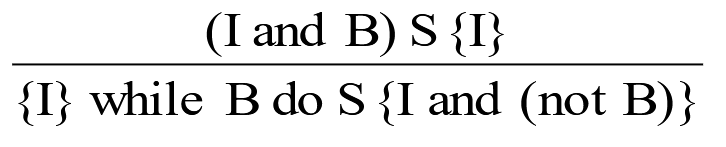 (I and B) S {I}
{I} while B do S {I and (not B)}